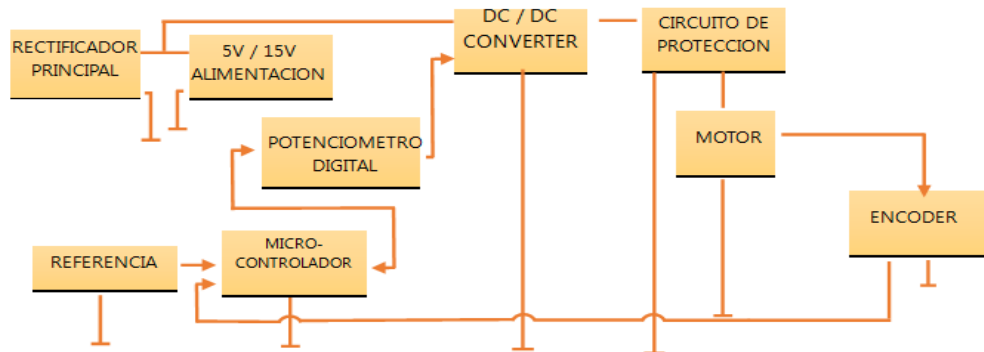 RECTIFICADOR
PRINCIPAL
5V / 15V
ALIMENTACION
DC / DC
CONVERTER
CIRCUITO DE
PROTECCION
POTENCIOMETRO
DIGITAL
MOTOR
ENCODER
REFERENCIA
MICRO-
CONTROLADOR